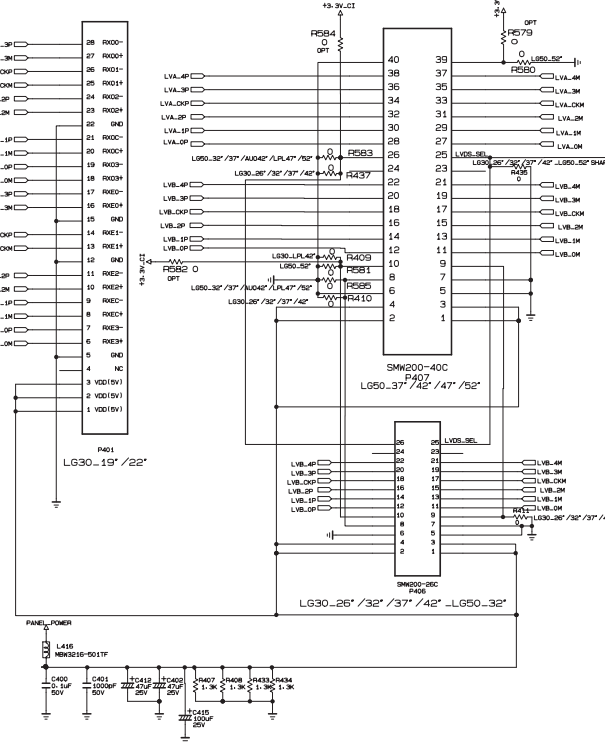 +3.3V_CI
+3.3V
R584
0
OPT
OPT
R579
0
0
R580
LG50_52"
_3P
_3M
CKP
CKM
_2P
_2M
_1P
_1M
_0P
_0M
_3P
_3M
CKP
CKM
_2P
_2M
_1P
_1M
_0P
_0M
28 RXO0-
27 RXO0+
26 RXO1-
25 RXO1+
24 RXO2-
23 RXO2+
22 GND
21 RXOC-
20 RXOC+
19 RXO3-
18 RXO3+
17 RXE0-
16 RXE0+
15 GND
14 RXE1-
13 RXE1+
12 GND
11 RXE2-
10 RXE2+
9 RXEC-
8 RXEC+
7 RXE3-
6 RXE3+
5 GND
4 NC
3 VDD(5V)
2 VDD(5V)
1 VDD(5V)
P401
LG30_19"/22"
LVA_4P
LVA_3P
LVA_CKP
LVA_2P
LVA_1P
LVA_0P
0
R583
LG50_32"/37"/AUO42"/LPL47"/52"
LG30_26"/32"/37"/42"
0
R437
LVB_4P
LVB_3P
LVB_CKP
LVB_2P
LVB_1P
LVB_0P
+3.3V_CI
R582 0
OPT
LG30_LPL42"
0
R409
LG50_52"
0
R581
R585
0
LG50_32"/37"/AUO42"/LPL47"/52"
LG30_26"/32"/37"/42"
R410
0
40 39
38 37
36 35
34 33
32 31
30 29
28 27
26 25
24 23
22 21
20 19
18 17
16 15
14 13
12 11
10 9
8 7
6 5
4 3
2 1
LVA_4M
LVA_3M
LVA_CKM
LVA_2M
LVA_1M
LVA_0M
LVDS_SEL
LG30_26"/32"/37"/42"_LG50_52"SHAR
R435
0
LVB_4M
LVB_3M
LVB_CKM
LVB_2M
LVB_1M
LVB_0M
SMW200-40C
P407
LG50_37"/42"/47"/52"
26 25
24 23
22 21
20 19
18 17
16 15
14 13
12 11
10 9
8 7
6 5
4 3
2 1
LVDS_SEL
LVB_4P
LVB_3P
LVB_CKP
LVB_2P
LVB_1P
LVB_0P
LVB_4M
LVB_3M
LVB_CKM
LVB_2M
LVB_1M
LVB_0M
R411
0
LG30_26"/32"/37"/4
SMW200-26C
P406
LG30_26"/32"/37"/42"_LG50_32"
PANEL_POWER
L416
MBW3216-501TF
C400
0.1uF
50V
C401
1000pF
50V
+
C412
47uF
25V
+
C402
47uF
25V
R407
1.3K
R408
1.3K
R433
1.3K
R434
1.3K
+
C415
100uF
25V